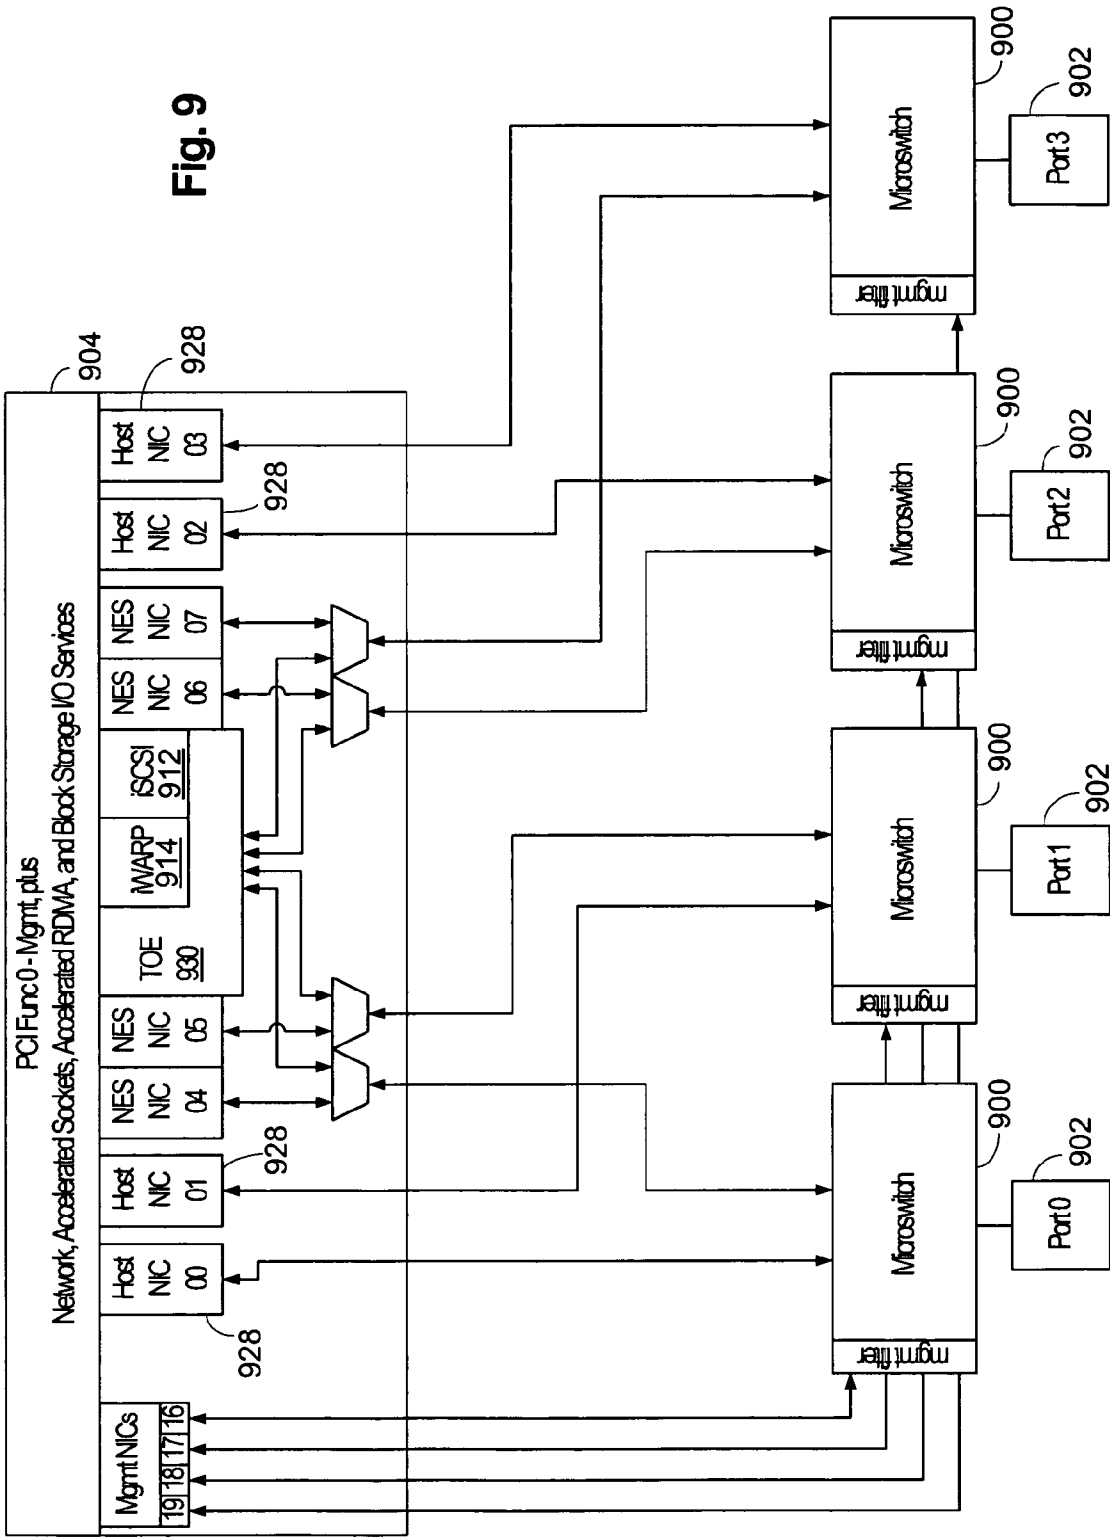 Fig. 9
PCI Func 0 - Mgmt, plus
Network, Accelerated Sockets, Accelerated RDMA, and Block Storage I/O Services
904
Mgmt NICs
19 18 17 16
Host NIC 00
928
Host NIC 01
928
NES NIC 04
NES NIC 05
TOE 930
iWARP 914
iSCSI 912
NES NIC 06
NES NIC 07
Host NIC 02
928
Host NIC 03
928
mgmt filter
Microswitch
900
mgmt filter
Microswitch
900
mgmt filter
Microswitch
900
mgmt filter
Microswitch
900
Port 0
902
Port 1
902
Port 2
902
Port 3
902